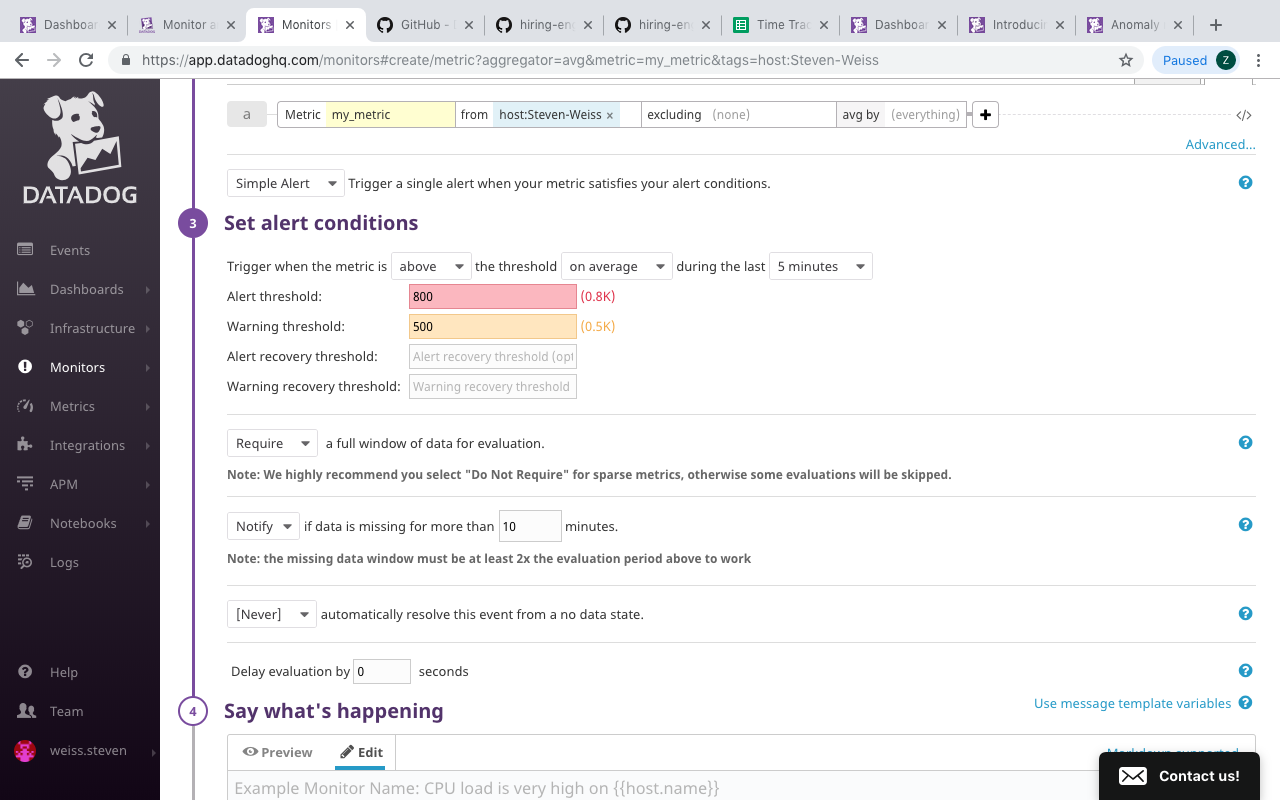 Dashboar
Monitor a
Monitors
GitHub -
hiring-en
hiring-en
Time Trac
Dashboar
Introducin
Anomaly
https://app.datadoghq.com/monitors#create/metric?aggregator=avg&metric=my_metric&tags=host:Steven-Weiss
Paused Z
DATADOG
Events
Dashboards
Infrastructure
Monitors
Metrics
Integrations
APM
Notebooks
Logs
Help
Team
weiss.steven
a Metric my_metric from host:Steven-Weiss × excluding (none) avg by (everything) + </>
Advanced...
Simple Alert Trigger a single alert when your metric satisfies your alert conditions. ?
3 Set alert conditions
Trigger when the metric is above the threshold on average during the last 5 minutes
Alert threshold: 800 (0.8K)
Warning threshold: 500 (0.5K)
Alert recovery threshold: Alert recovery threshold (opt
Warning recovery threshold: Warning recovery threshold
Require a full window of data for evaluation. ?
Note: We highly recommend you select "Do Not Require" for sparse metrics, otherwise some evaluations will be skipped.
Notify if data is missing for more than 10 minutes. ?
Note: the missing data window must be at least 2x the evaluation period above to work
[Never] automatically resolve this event from a no data state. ?
Delay evaluation by 0 seconds ?
4 Say what's happening
Use message template variables ?
Preview Edit
Markdown supported
Example Monitor Name: CPU load is very high on {{host.name}}
Contact us!